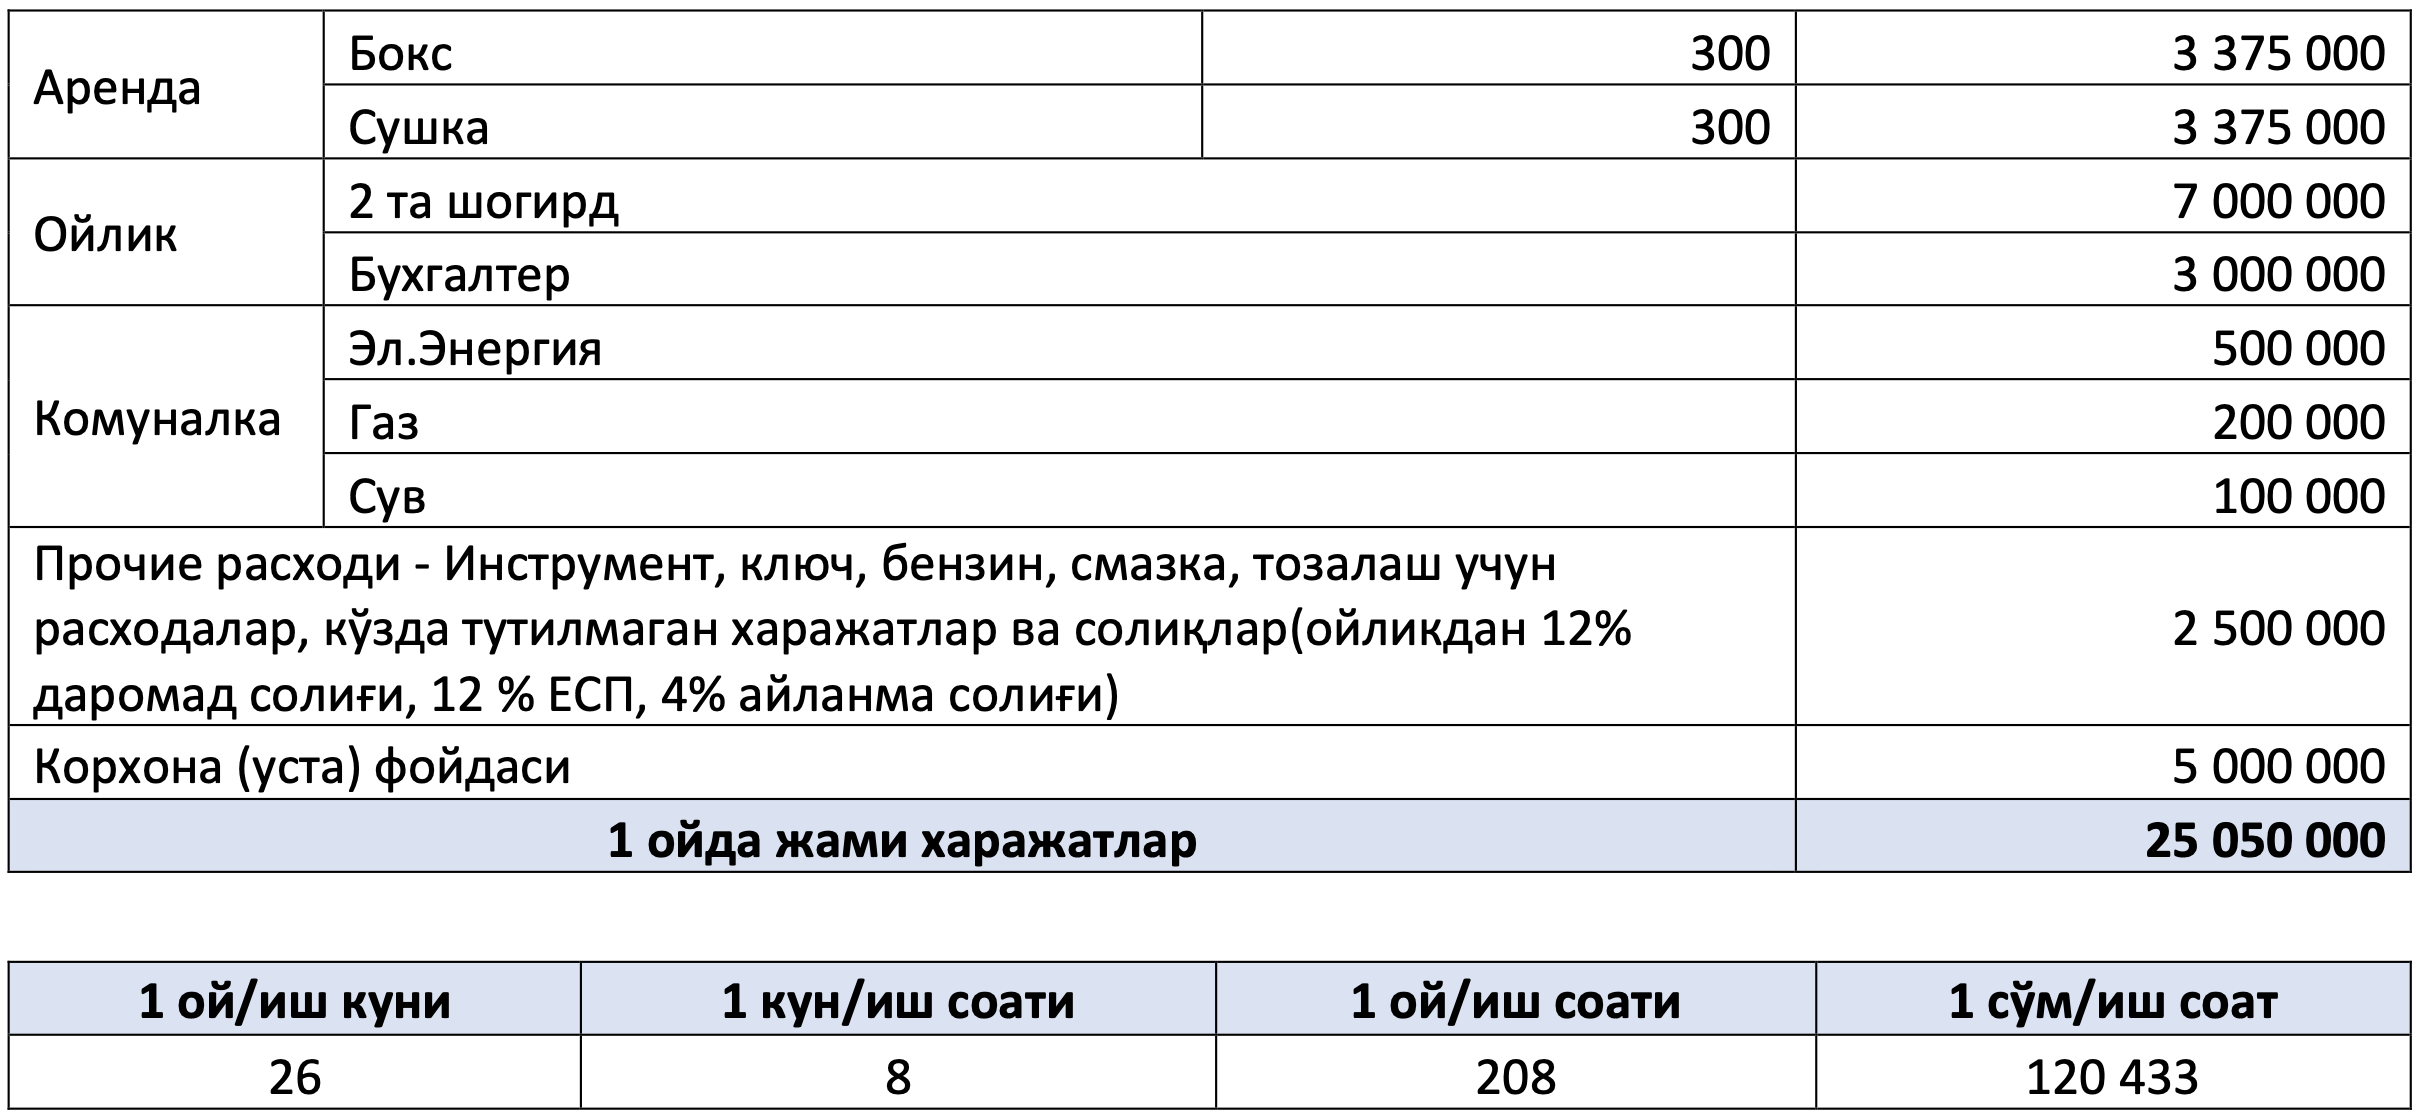 Аренда
Бокс 300 3 375 000
Сушка 300 3 375 000
Ойлик
2 та шогирд 7 000 000
Бухгалтер 3 000 000
Комуналка
Эл.Энергия 500 000
Газ 200 000
Сув 100 000
Прочие расходи - Инструмент, ключ, бензин, смазка, тозалаш учун
расходалар, кўзда тутилмаган харажатлар ва солиқлар(ойликдан 12%
даромад солиғи, 12 % ЕСП, 4% айланма солиғи)
2 500 000
Корхона (уста) фойдаси 5 000 000
1 ойда жами харажатлар 25 050 000
1 ой/иш куни 1 кун/иш соати 1 ой/иш соати 1 сўм/иш соат
26 8 208 120 433